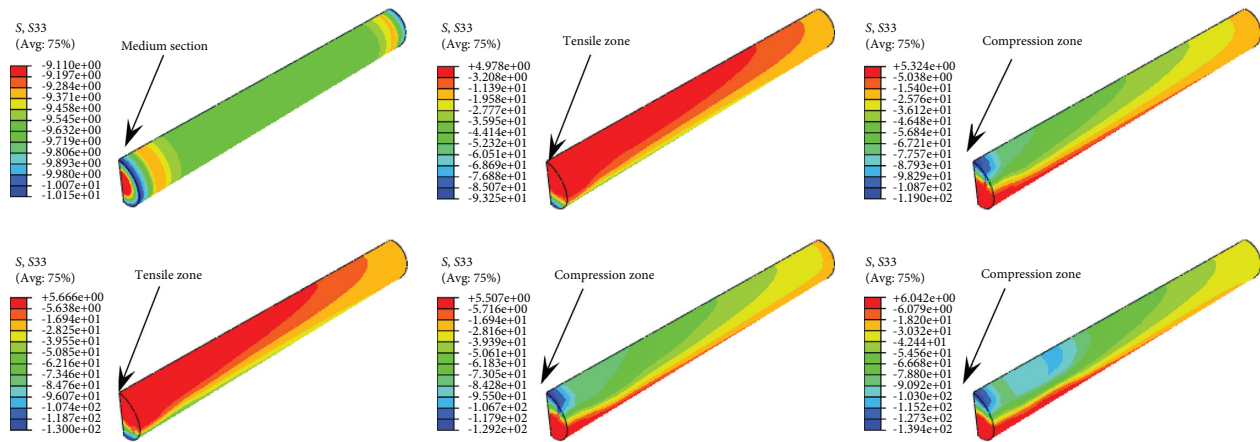 S, S33
(Avg: 75%)
-9.110e+00
-9.197e+00
-9.284e+00
-9.371e+00
-9.458e+00
-9.545e+00
-9.632e+00
-9.719e+00
-9.806e+00
-9.893e+00
-9.980e+00
-1.007e+01
-1.015e+01
Medium section
S, S33
(Avg: 75%)
+4.978e+00
-3.208e+00
-1.139e+01
-1.958e+01
-2.777e+01
-3.595e+01
-4.414e+01
-5.232e+01
-6.051e+01
-6.869e+01
-7.688e+01
-8.507e+01
-9.325e+01
Tensile zone
S, S33
(Avg: 75%)
+5.324e+00
-5.038e+00
-1.540e+01
-2.576e+01
-3.612e+01
-4.648e+01
-5.684e+01
-6.721e+01
-7.757e+01
-8.793e+01
-9.829e+01
-1.087e+02
-1.190e+02
Compression zone
S, S33
(Avg: 75%)
+5.666e+00
-5.638e+00
-1.694e+01
-2.825e+01
-3.955e+01
-5.085e+01
-6.216e+01
-7.346e+01
-8.476e+01
-9.607e+01
-1.074e+02
-1.187e+02
-1.300e+02
Tensile zone
S, S33
(Avg: 75%)
+5.507e+00
-5.716e+00
-1.694e+01
-2.816e+01
-3.939e+01
-5.061e+01
-6.183e+01
-7.305e+01
-8.428e+01
-9.550e+01
-1.067e+02
-1.179e+02
-1.292e+02
Compression zone
S, S33
(Avg: 75%)
+6.042e+00
-6.079e+00
-1.820e+01
-3.032e+01
-4.244e+01
-5.456e+01
-6.668e+01
-7.880e+01
-9.092e+01
-1.030e+02
-1.152e+02
-1.273e+02
-1.394e+02
Compression zone